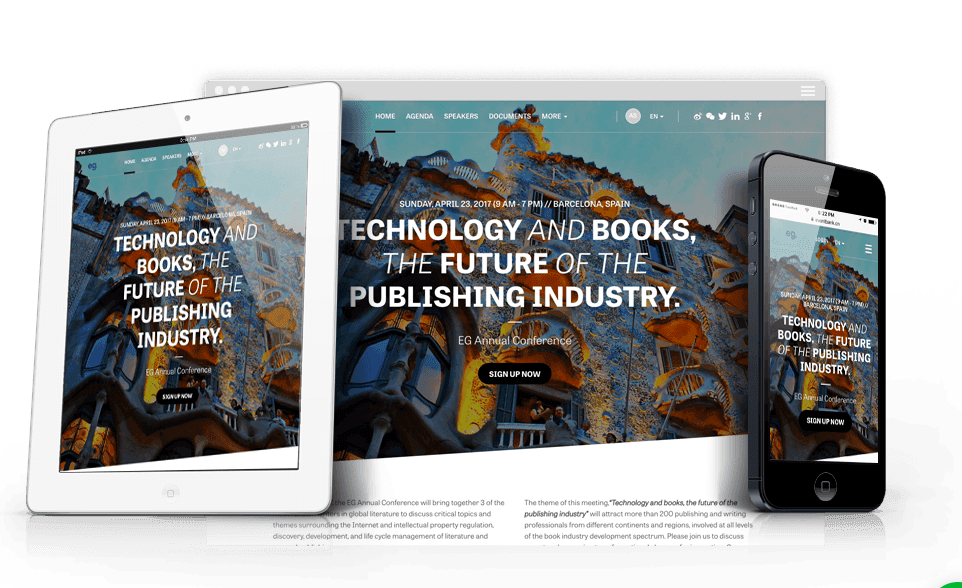 HOME AGENDA SPEAKERS DOCUMENTS MORE
AS
EN
SUNDAY, APRIL 23, 2017 (9 AM - 7 PM) // BARCELONA, SPAIN
TECHNOLOGY AND BOOKS,
THE FUTURE OF THE
PUBLISHING INDUSTRY.
EG Annual Conference
SIGN UP NOW
the EG Annual Conference will bring together 3 of the
in global literature to discuss critical topics and
themes surrounding the Internet and intellectual property regulation,
discovery, development, and life cycle management of literature and
The theme of this meeting, "Technology and books, the future of the
publishing industry" will attract more than 200 publishing and writing
professionals from different continents and regions, involved at all levels
of the book industry development spectrum. Please join us to discuss
iPad
eg
HOME AGENDA SPEAKERS MORE
EN
SUNDAY, APRIL 23, 2017 (9 AM - 7 PM) // BARCELONA, SPAIN
TECHNOLOGY AND
BOOKS, THE
FUTURE OF THE
PUBLISHING
INDUSTRY.
EG Annual Conference
SIGN UP NOW
eg
EN
SUNDAY, APRIL 23, 2017 (9 AM - 7 PM) //
BARCELONA, SPAIN
TECHNOLOGY AND
BOOKS, THE FUTURE
OF THE PUBLISHING
INDUSTRY.
EG Annual Conference
SIGN UP NOW